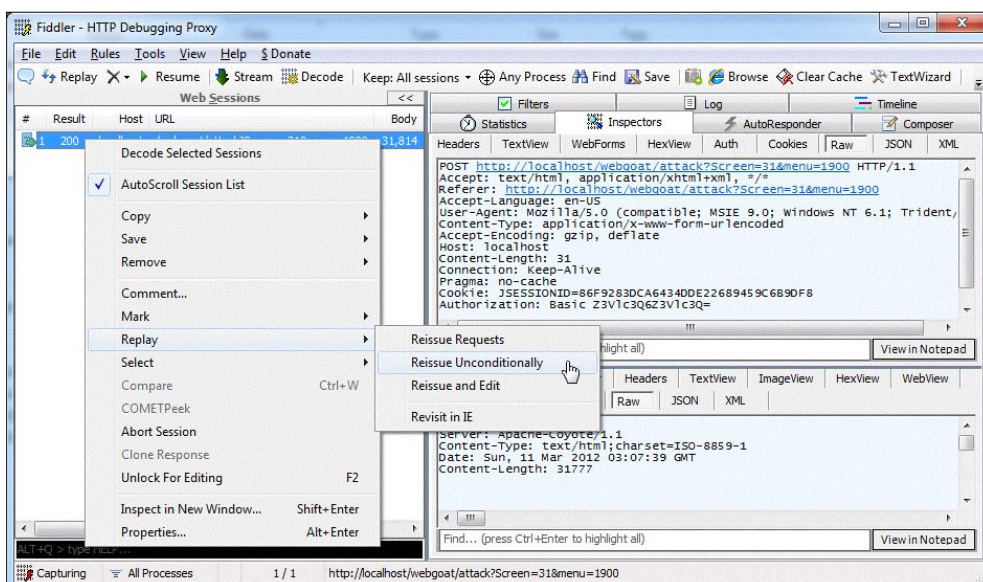 Fiddler - HTTP Debugging Proxy
File Edit Rules Tools View Help $ Donate
Replay Resume Stream Decode Keep: All sessions Any Process Find Save Browse Clear Cache TextWizard
Web Sessions <<
# Result Host URL Body
1 200 31,814
Decode Selected Sessions
AutoScroll Session List
Copy
Save
Remove
Comment...
Mark
Replay
Select
Compare Ctrl+W
COMETPeek
Abort Session
Clone Response
Unlock For Editing F2
Inspect in New Window... Shift+Enter
Properties... Alt+Enter
Reissue Requests
Reissue Unconditionally
Reissue and Edit
Revisit in IE
Filters Log Timeline
Statistics Inspectors AutoResponder Composer
Headers TextView WebForms HexView Auth Cookies Raw JSON XML
POST http://localhost/webgoat/attack?Screen=31&menu=1900 HTTP/1.1
Accept: text/html, application/xhtml+xml, */*
Referer: http://localhost/webgoat/attack?Screen=31&menu=1900
Accept-Language: en-US
User-Agent: Mozilla/5.0 (compatible; MSIE 9.0; Windows NT 6.1; Trident/
Content-Type: application/x-www-form-urlencoded
Accept-Encoding: gzip, deflate
Host: localhost
Content-Length: 31
Connection: Keep-Alive
Pragma: no-cache
Cookie: JSESSIONID=86F9283DCA6434DDE22689459C6B9DF8
Authorization: Basic Z3Vlc3Q6Z3Vlc3Q=
hlight all) View in Notepad
Headers TextView ImageView HexView WebView
Raw JSON XML
Server: Apache-Coyote/1.1
Content-Type: text/html;charset=ISO-8859-1
Date: Sun, 11 Mar 2012 03:07:39 GMT
Content-Length: 31777
Find... (press Ctrl+Enter to highlight all) View in Notepad
ALT+Q > type HELP...
Capturing All Processes 1 / 1 http://localhost/webgoat/attack?Screen=31&menu=1900